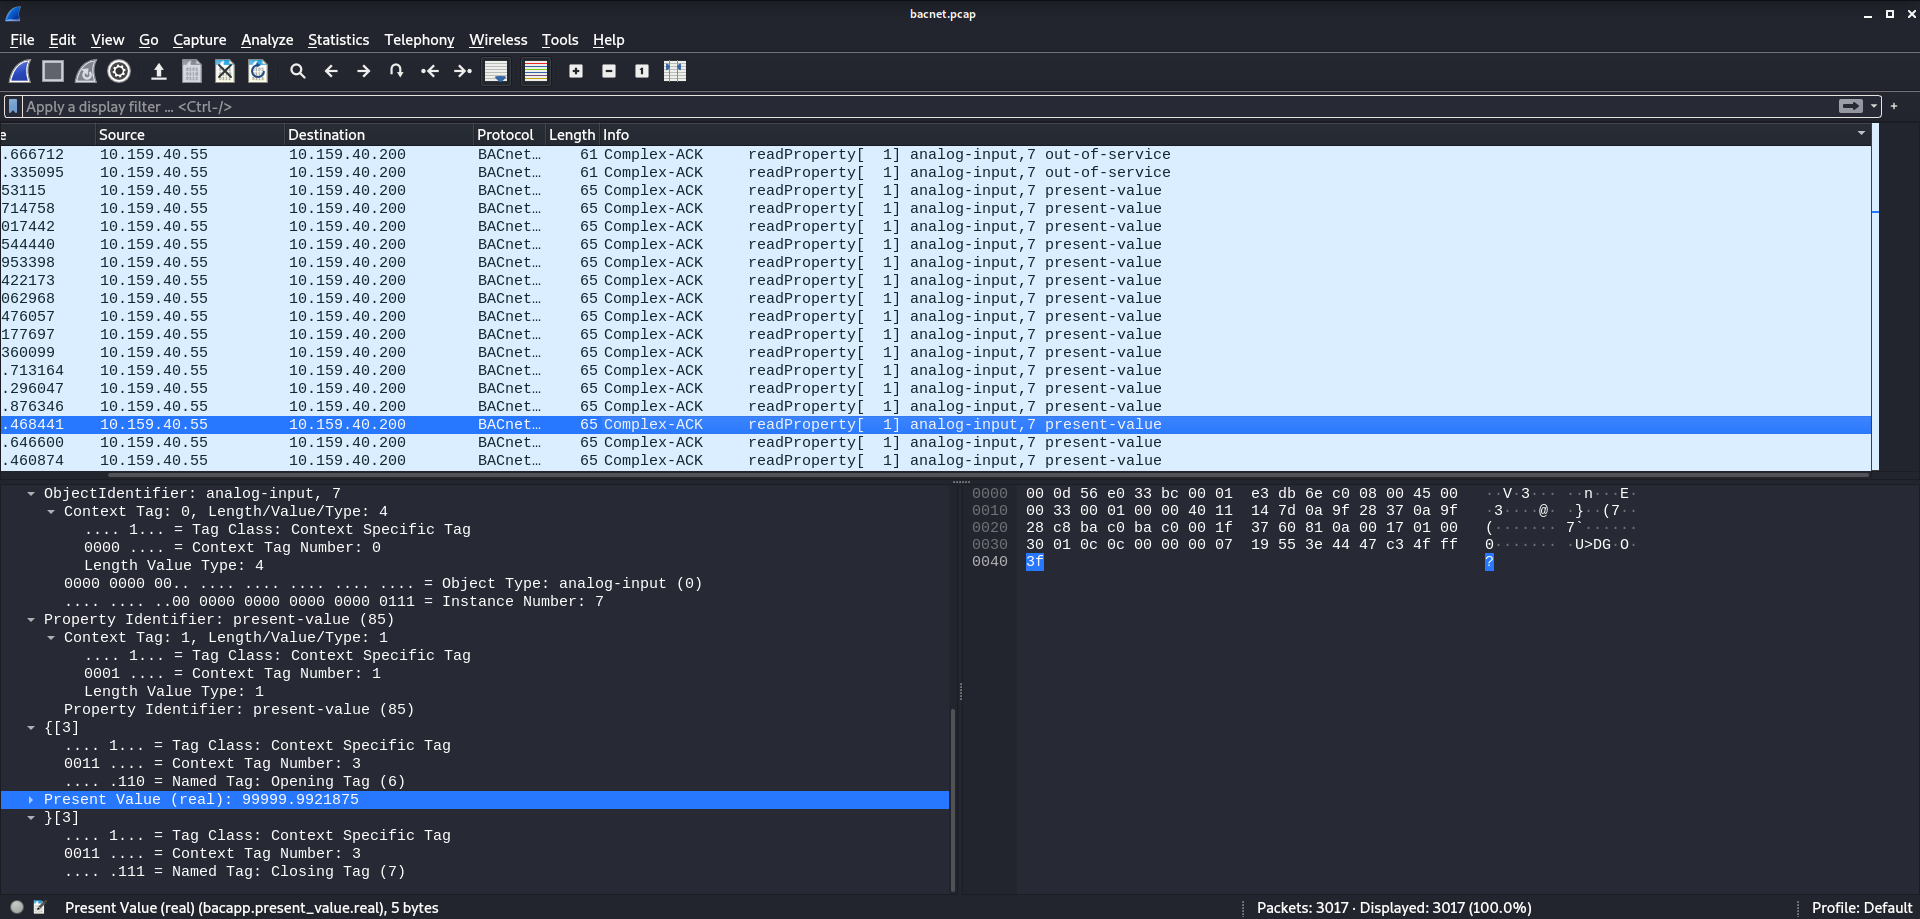 bacnet.pcap
File Edit View Go Capture Analyze Statistics Telephony Wireless Tools Help
Apply a display filter … <Ctrl-/>
e Source Destination Protocol Length Info
.666712 10.159.40.55 10.159.40.200 BACnet… 61 Complex-ACK readProperty[ 1] analog-input,7 out-of-service
.335095 10.159.40.55 10.159.40.200 BACnet… 61 Complex-ACK readProperty[ 1] analog-input,7 out-of-service
53115 10.159.40.55 10.159.40.200 BACnet… 65 Complex-ACK readProperty[ 1] analog-input,7 present-value
714758 10.159.40.55 10.159.40.200 BACnet… 65 Complex-ACK readProperty[ 1] analog-input,7 present-value
017442 10.159.40.55 10.159.40.200 BACnet… 65 Complex-ACK readProperty[ 1] analog-input,7 present-value
544440 10.159.40.55 10.159.40.200 BACnet… 65 Complex-ACK readProperty[ 1] analog-input,7 present-value
953398 10.159.40.55 10.159.40.200 BACnet… 65 Complex-ACK readProperty[ 1] analog-input,7 present-value
422173 10.159.40.55 10.159.40.200 BACnet… 65 Complex-ACK readProperty[ 1] analog-input,7 present-value
062968 10.159.40.55 10.159.40.200 BACnet… 65 Complex-ACK readProperty[ 1] analog-input,7 present-value
476057 10.159.40.55 10.159.40.200 BACnet… 65 Complex-ACK readProperty[ 1] analog-input,7 present-value
177697 10.159.40.55 10.159.40.200 BACnet… 65 Complex-ACK readProperty[ 1] analog-input,7 present-value
360099 10.159.40.55 10.159.40.200 BACnet… 65 Complex-ACK readProperty[ 1] analog-input,7 present-value
.713164 10.159.40.55 10.159.40.200 BACnet… 65 Complex-ACK readProperty[ 1] analog-input,7 present-value
.296047 10.159.40.55 10.159.40.200 BACnet… 65 Complex-ACK readProperty[ 1] analog-input,7 present-value
.876346 10.159.40.55 10.159.40.200 BACnet… 65 Complex-ACK readProperty[ 1] analog-input,7 present-value
.468441 10.159.40.55 10.159.40.200 BACnet… 65 Complex-ACK readProperty[ 1] analog-input,7 present-value
.646600 10.159.40.55 10.159.40.200 BACnet… 65 Complex-ACK readProperty[ 1] analog-input,7 present-value
.460874 10.159.40.55 10.159.40.200 BACnet… 65 Complex-ACK readProperty[ 1] analog-input,7 present-value
ObjectIdentifier: analog-input, 7
Context Tag: 0, Length/Value/Type: 4
.... 1... = Tag Class: Context Specific Tag
0000 .... = Context Tag Number: 0
Length Value Type: 4
0000 0000 00.. .... .... .... .... .... = Object Type: analog-input (0)
.... .... ..00 0000 0000 0000 0000 0111 = Instance Number: 7
Property Identifier: present-value (85)
Context Tag: 1, Length/Value/Type: 1
.... 1... = Tag Class: Context Specific Tag
0001 .... = Context Tag Number: 1
Length Value Type: 1
Property Identifier: present-value (85)
{[3]
.... 1... = Tag Class: Context Specific Tag
0011 .... = Context Tag Number: 3
.... .110 = Named Tag: Opening Tag (6)
Present Value (real): 99999.9921875
}[3]
.... 1... = Tag Class: Context Specific Tag
0011 .... = Context Tag Number: 3
.... .111 = Named Tag: Closing Tag (7)
0000 00 0d 56 e0 33 bc 00 01 e3 db 6e c0 08 00 45 00 ··V·3··· ··n···E·
0010 00 33 00 01 00 00 40 11 14 7d 0a 9f 28 37 0a 9f ·3····@· ·}··(7··
0020 28 c8 ba c0 ba c0 00 1f 37 60 81 0a 00 17 01 00 (······· 7`······
0030 30 01 0c 0c 00 00 00 07 19 55 3e 44 47 c3 4f ff 0······· ·U>DG·O·
0040 3f ?
Present Value (real) (bacapp.present_value.real), 5 bytes
Packets: 3017 · Displayed: 3017 (100.0%)
Profile: Default